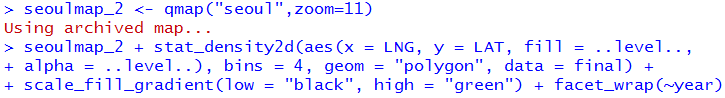 > seoulmap_2 <- qmap("seoul",zoom=11)
Using archived map...
> seoulmap_2 + stat_density2d(aes(x = LNG, y = LAT, fill = ..level..,
+ alpha = ..level..), bins = 4, geom = "polygon", data = final) +
+ scale_fill_gradient(low = "black", high = "green") + facet_wrap(~year)